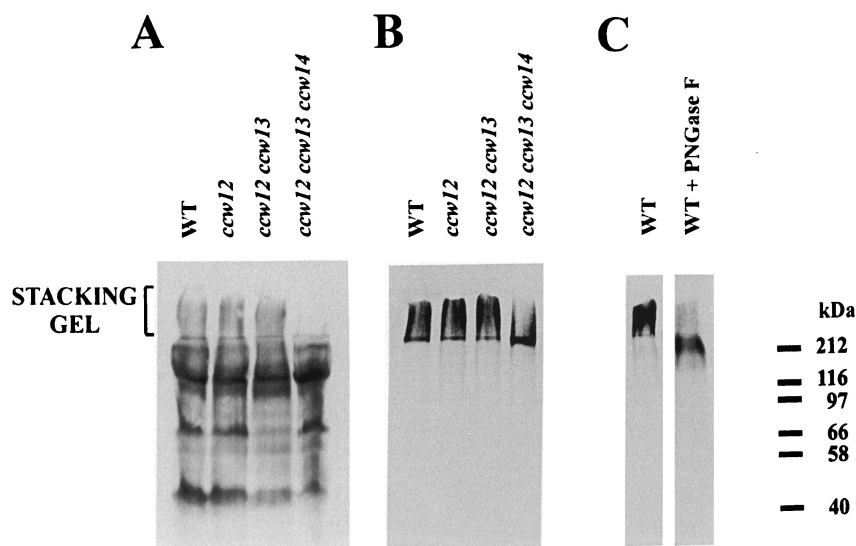 A
B
C
WT
ccw12
ccw12 ccw13
ccw12 ccw13 ccw14
WT
ccw12
ccw12 ccw13
ccw12 ccw13 ccw14
WT
WT + PNGase F
STACKING
GEL
kDa
212
116
97
66
58
40